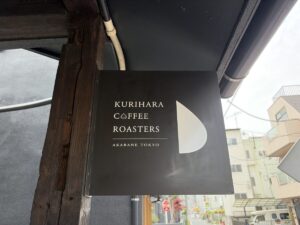 KURIHARA
COFFEE
ROASTERS
AKABANE, TOKYO